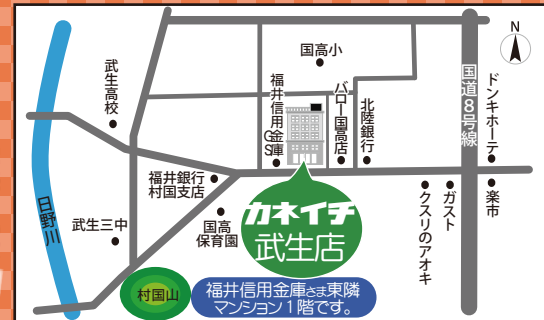 N
国高小
武生高校
福井信用金庫
GS
バロー国高店
北陸銀行
国道8号線
ドンキホーテ
福井銀行
村国支店
カネイチ
武生店
国高
保育園
武生三中
日野川
クスリのアオキ
ガスト
楽市
村国山
福井信用金庫さま東隣
マンション1階です。